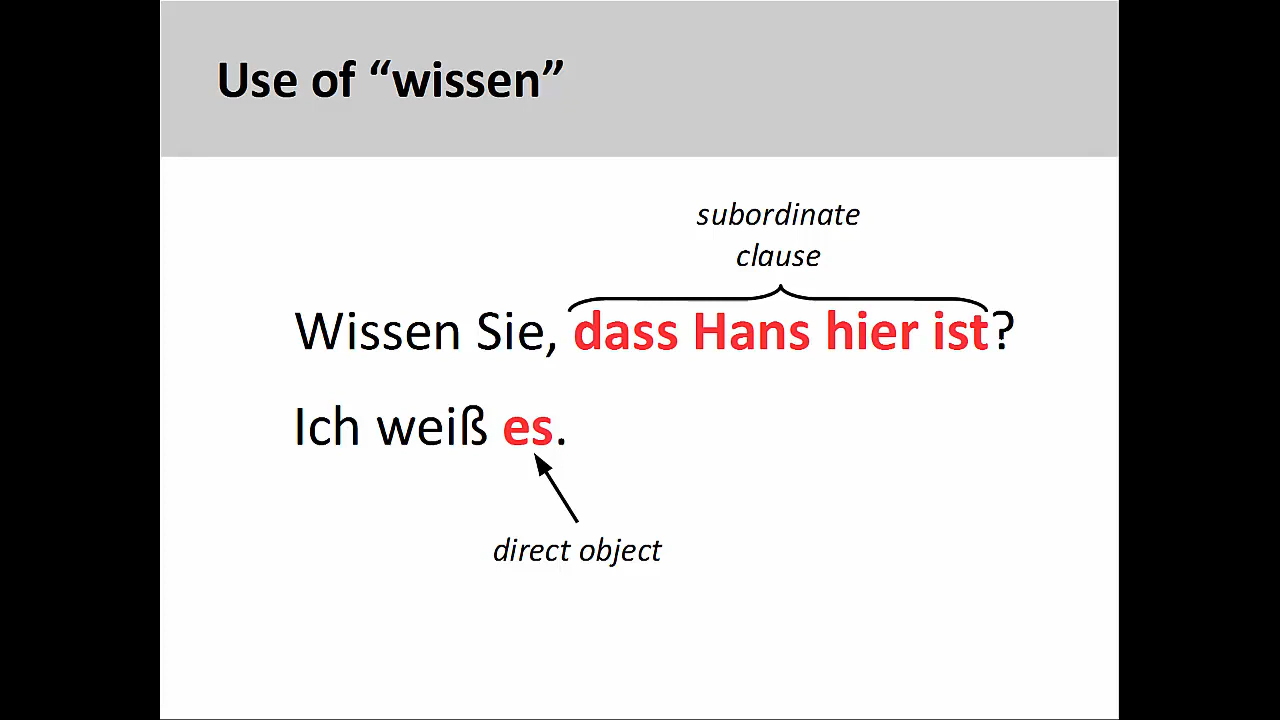 Use of “wissen”
subordinate
clause
Wissen Sie, dass Hans hier ist?
Ich weiß es.
direct object